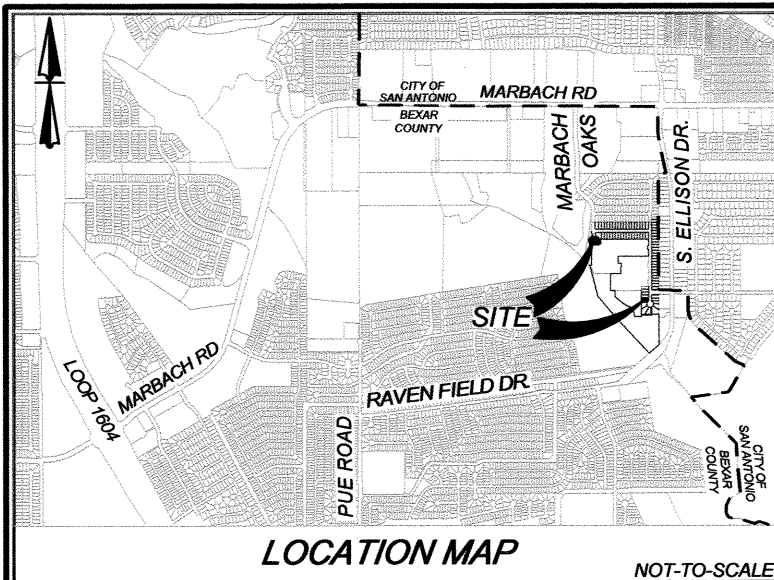 CITY OF
SAN ANTONIO
BEXAR
COUNTY
MARBACH RD
MARBACH
OAKS
S. ELLISON DR.
SITE
LOOP 1604
MARBACH RD
PUE ROAD
RAVEN FIELD DR.
CITY OF
SAN ANTONIO
BEXAR
COUNTY
LOCATION MAP
NOT-TO-SCALE